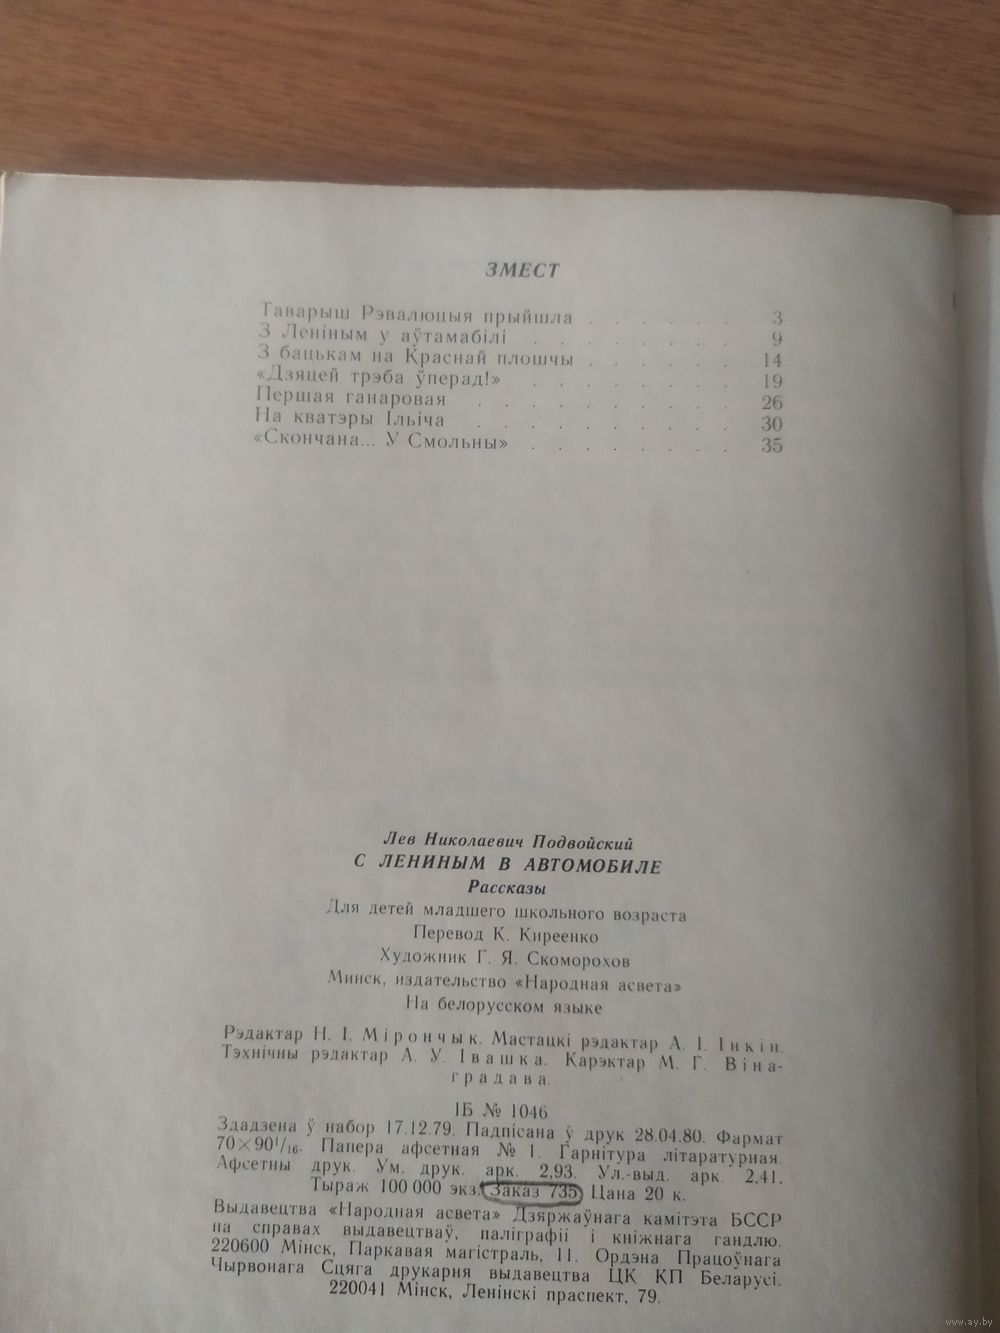 ЗМЕСТ
Таварыш Рэвалюцыя прыйшла . . . . . . 3
З Леніным у аўтамабілі . . . . . . . 9
З бацькам на Краснай плошчы . . . . . . 14
«Дзяцей трэба ўперад!» . . . . . . . . 19
Першая ганаровая . . . . . . . . . . 26
На кватэры Ільіча . . . . . . . . . . 30
«Скончана... У Смольны» . . . . . . . . 35
Лев Николаевич Подвойский
С ЛЕНИНЫМ В АВТОМОБИЛЕ
Рассказы
Для детей младшего школьного возраста
Перевод К. Киреенко
Художник Г. Я. Скоморохов
Минск, издательство «Народная асвета»
На белорусском языке
Рэдактар Н. І. Мірончык. Мастацкі рэдактар А. І. Інкін.
Тэхнічны рэдактар А. У. Івашка. Карэктар М. Г. Віна-
градава.
ІБ № 1046
Здадзена ў набор 17.12.79. Падпісана ў друк 28.04.80. Фармат
70×90¹/₁₆. Папера афсетная № 1. Гарнітура літаратурная.
Афсетны друк. Ум. друк. арк. 2,93. Ул.-выд. арк. 2,41.
Тыраж 100 000 экз. Заказ 735. Цана 20 к.
Выдавецтва «Народная асвета» Дзяржаўнага камітэта БССР
па справах выдавецтваў, паліграфіі і кніжнага гандлю.
220600 Мінск, Паркавая магістраль, 11. Ордэна Працоўнага
Чырвонага Сцяга друкарня выдавецтва ЦК КП Беларусі.
220041 Мінск, Ленінскі праспект, 79.
www.ay.by